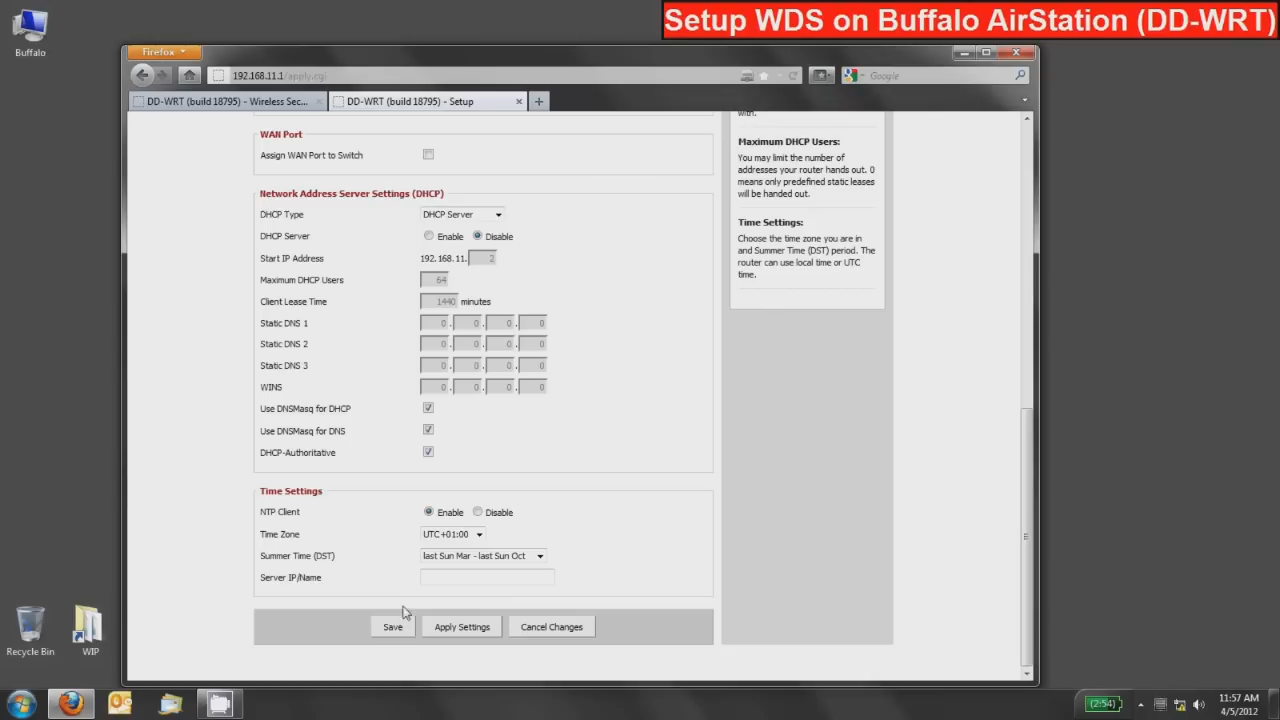 Setup WDS on Buffalo AirStation (DD-WRT)
Buffalo
Firefox
192.168.11.1/apply.cgi
Google
DD-WRT (build 18795) - Wireless Sec...
DD-WRT (build 18795) - Setup
WAN Port
Assign WAN Port to Switch
Network Address Server Settings (DHCP)
DHCP Type DHCP Server
DHCP Server Enable Disable
Start IP Address 192.168.11. 2
Maximum DHCP Users 64
Client Lease Time 1440 minutes
Static DNS 1 0 . 0 . 0 . 0
Static DNS 2 0 . 0 . 0 . 0
Static DNS 3 0 . 0 . 0 . 0
WINS 0 . 0 . 0 . 0
Use DNSMasq for DHCP
Use DNSMasq for DNS
DHCP-Authoritative
Time Settings
NTP Client Enable Disable
Time Zone UTC+01:00
Summer Time (DST) last Sun Mar - last Sun Oct
Server IP/Name
Save Apply Settings Cancel Changes
with.
Maximum DHCP Users:
You may limit the number of
addresses your router hands out. 0
means only predefined static leases
will be handed out.
Time Settings:
Choose the time zone you are in
and Summer Time (DST) period. The
router can use local time or UTC
time.
Recycle Bin
WIP
(2:54)
11:57 AM
4/5/2012